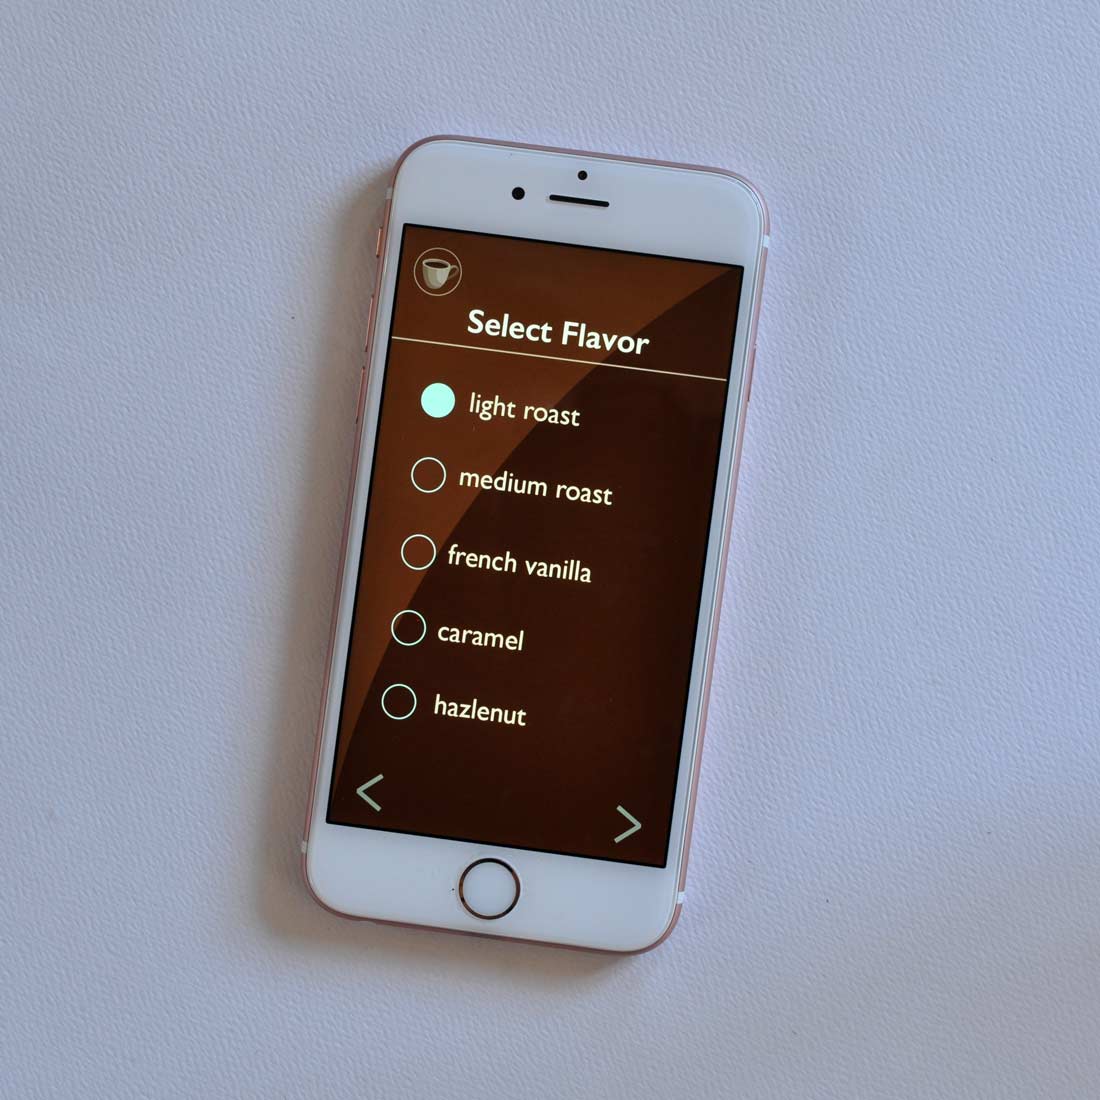 Select Flavor
light roast
medium roast
french vanilla
caramel
hazlenut